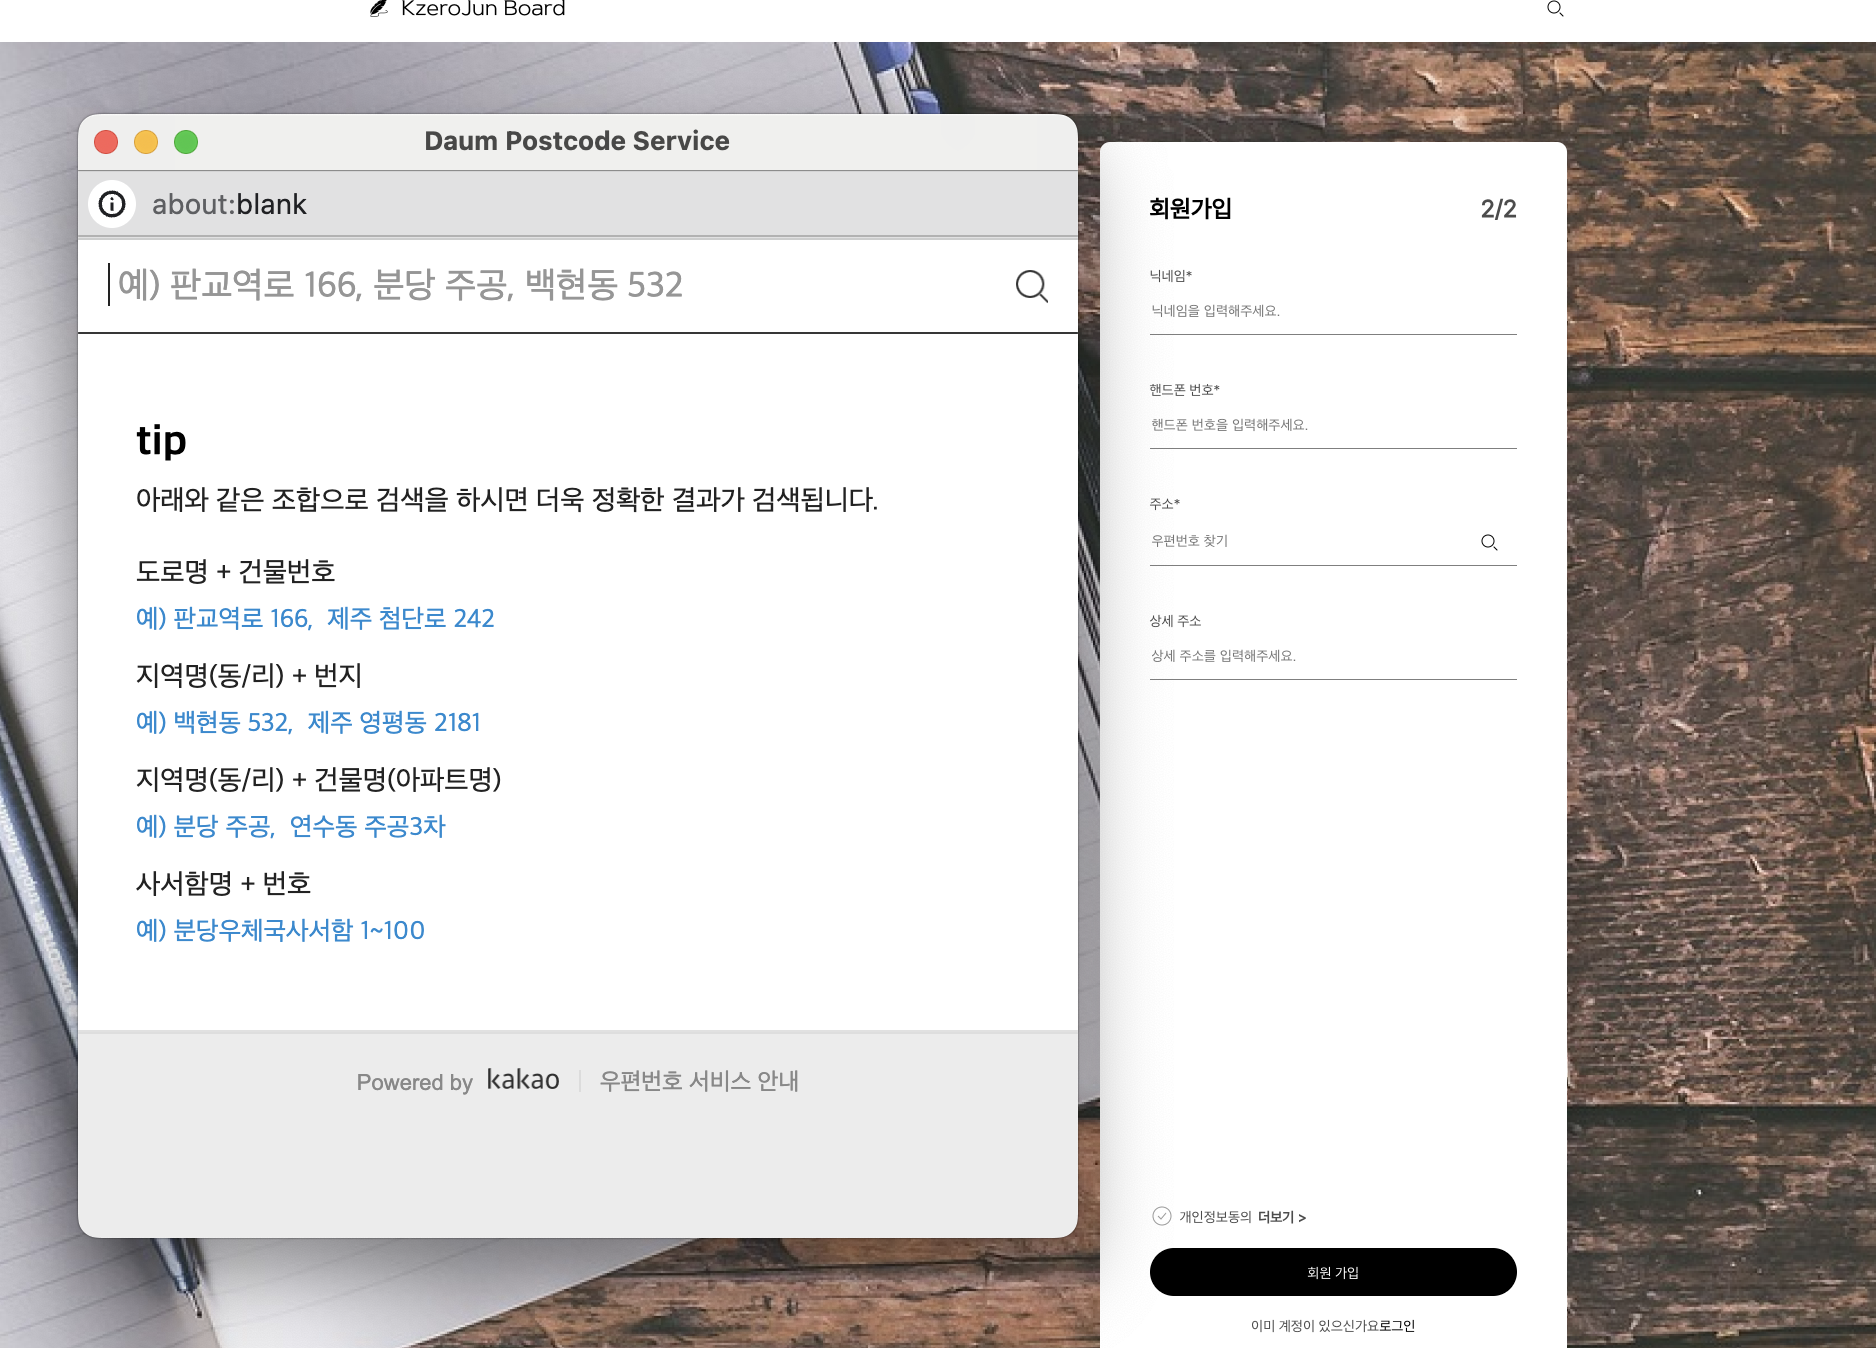 KzeroJun Board
Daum Postcode Service
about:blank
예) 판교역로 166, 분당 주공, 백현동 532
tip
아래와 같은 조합으로 검색을 하시면 더욱 정확한 결과가 검색됩니다.
도로명 + 건물번호
예) 판교역로 166, 제주 첨단로 242
지역명(동/리) + 번지
예) 백현동 532, 제주 영평동 2181
지역명(동/리) + 건물명(아파트명)
예) 분당 주공, 연수동 주공3차
사서함명 + 번호
예) 분당우체국사서함 1~100
Powered by kakao 우편번호 서비스 안내
회원가입 2/2
닉네임*
닉네임을 입력해주세요.
핸드폰 번호*
핸드폰 번호을 입력해주세요.
주소*
우편번호 찾기
상세 주소
상세 주소를 입력해주세요.
개인정보동의 더보기 >
회원 가입
이미 계정이 있으신가요로그인